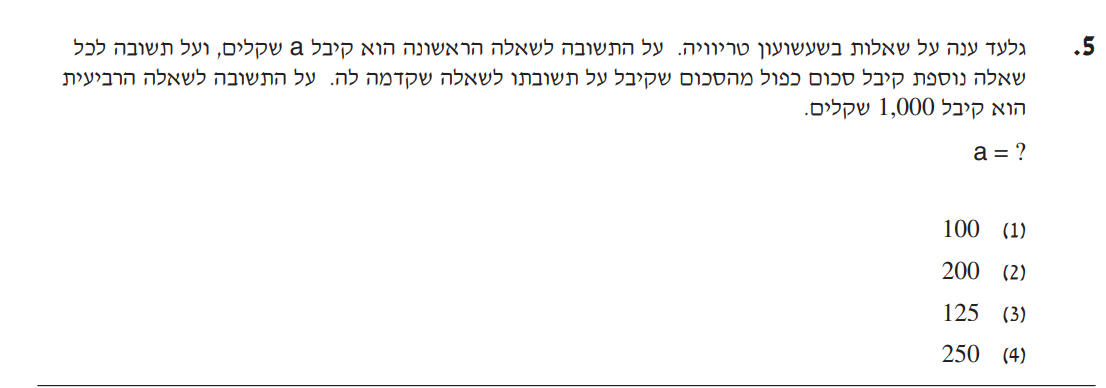 5. גלעד ענה על שאלות בשעשועון טריוויה. על התשובה לשאלה הראשונה הוא קיבל a שקלים, ועל תשובה לכל
שאלה נוספת קיבל סכום כפול מהסכום שקיבל על תשובתו לשאלה שקדמה לה. על התשובה לשאלה הרביעית
הוא קיבל 1,000 שקלים.
a = ?
(1) 100
(2) 200
(3) 125
(4) 250